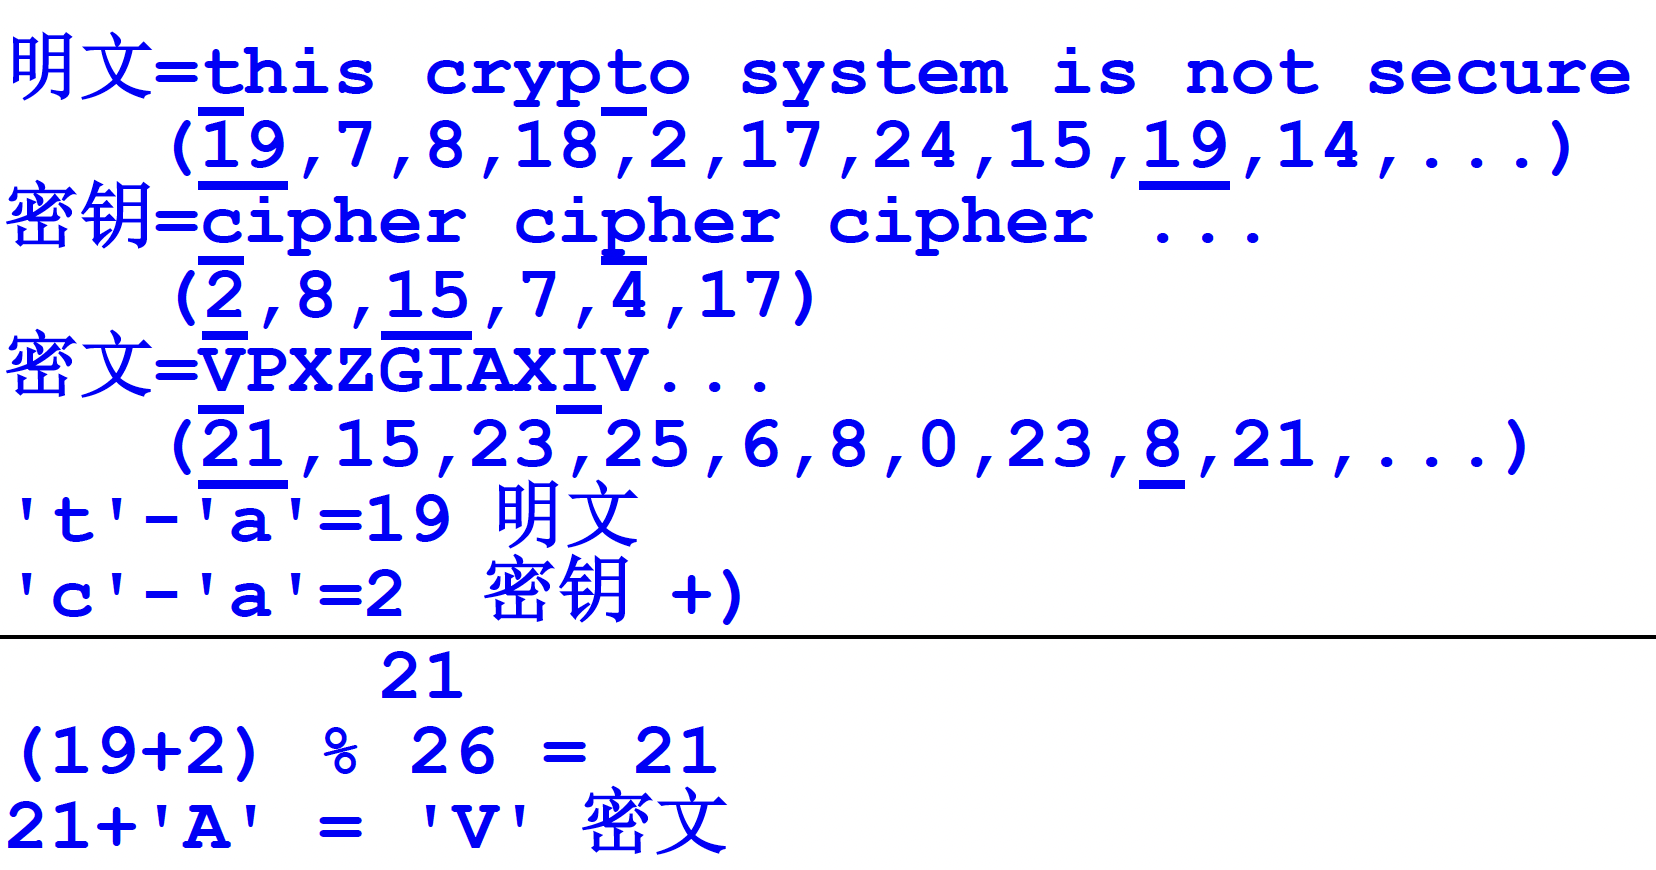 明文=this crypto system is not secure
(19,7,8,18,2,17,24,15,19,14,...)
密钥=cipher cipher cipher ...
(2,8,15,7,4,17)
密文=VPXZGIAXIV...
(21,15,23,25,6,8,0,23,8,21,...)
't'-'a'=19 明文
'c'-'a'=2 密钥 +)
21
(19+2) % 26 = 21
21+'A' = 'V' 密文